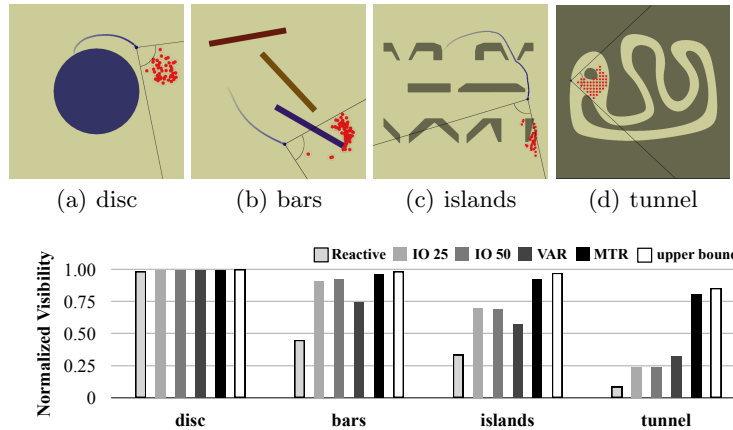 (a) disc (b) bars (c) islands (d) tunnel
Reactive IO 25 IO 50 VAR MTR upper bound
Normalized Visibility
1.00
0.75
0.50
0.25
0
disc bars islands tunnel